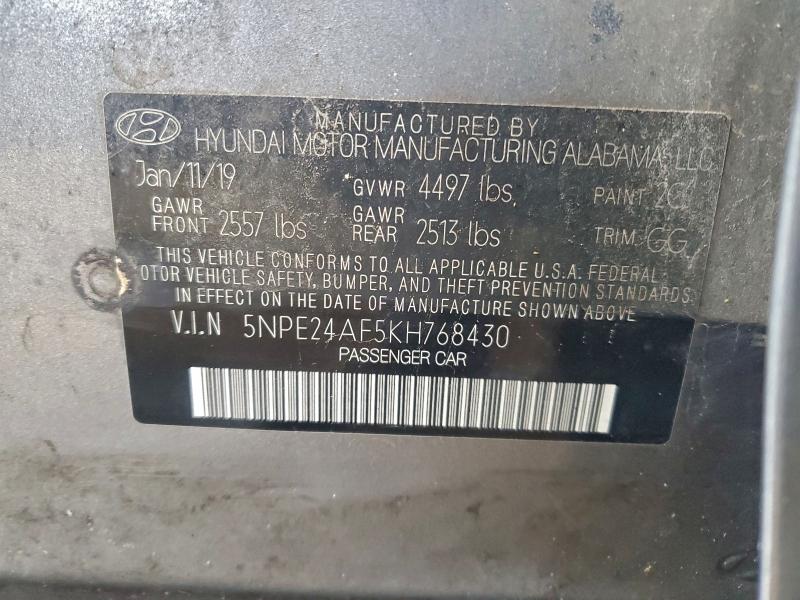 MANUFACTURED BY
HYUNDAI MOTOR MANUFACTURING ALABAMA, LLC
Jan/11/19 GVWR 4497 lbs, PAINT:
GAWR FRONT 2557 lbs GAWR REAR 2513 lbs TRIM: GG
THIS VEHICLE CONFORMS TO ALL APPLICABLE U.S.A. FEDERAL
MOTOR VEHICLE SAFETY, BUMPER, AND THEFT PREVENTION STANDARDS
IN EFFECT ON THE DATE OF MANUFACTURE SHOWN ABOVE
V.I.N 5NPE24AF5KH768430
PASSENGER CAR